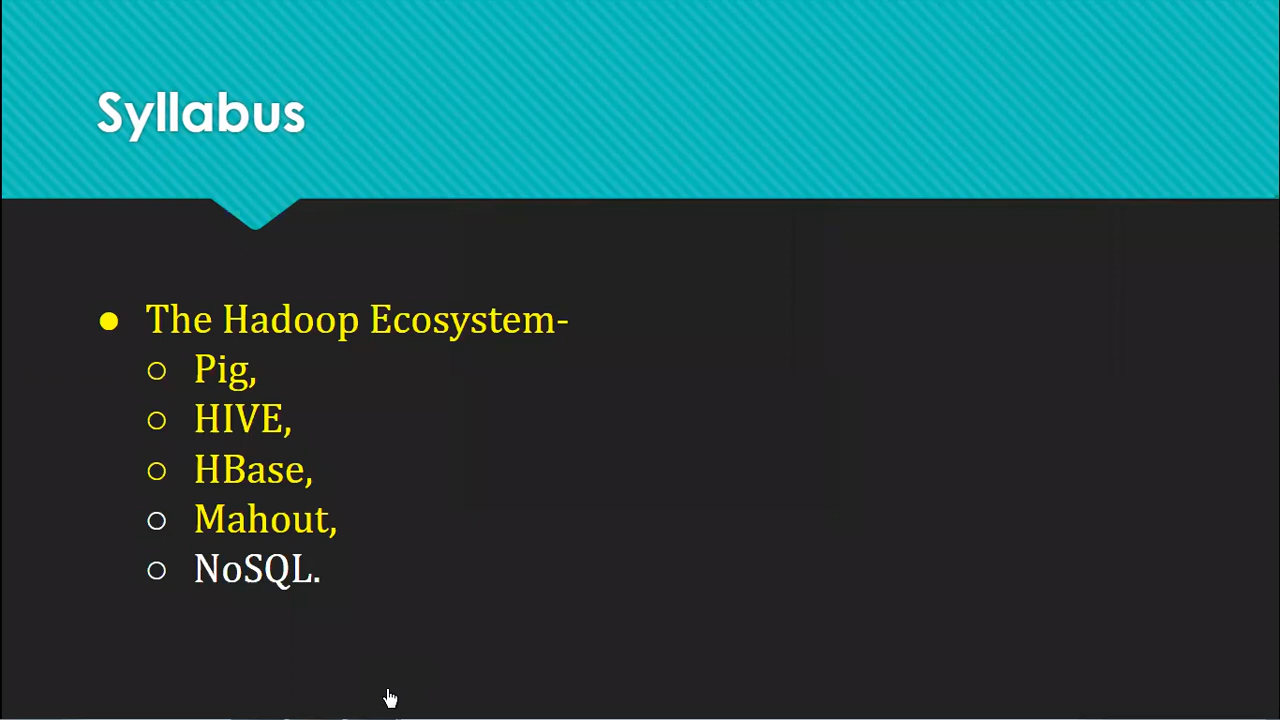 Syllabus
The Hadoop Ecosystem-
Pig,
HIVE,
HBase,
Mahout,
NoSQL.